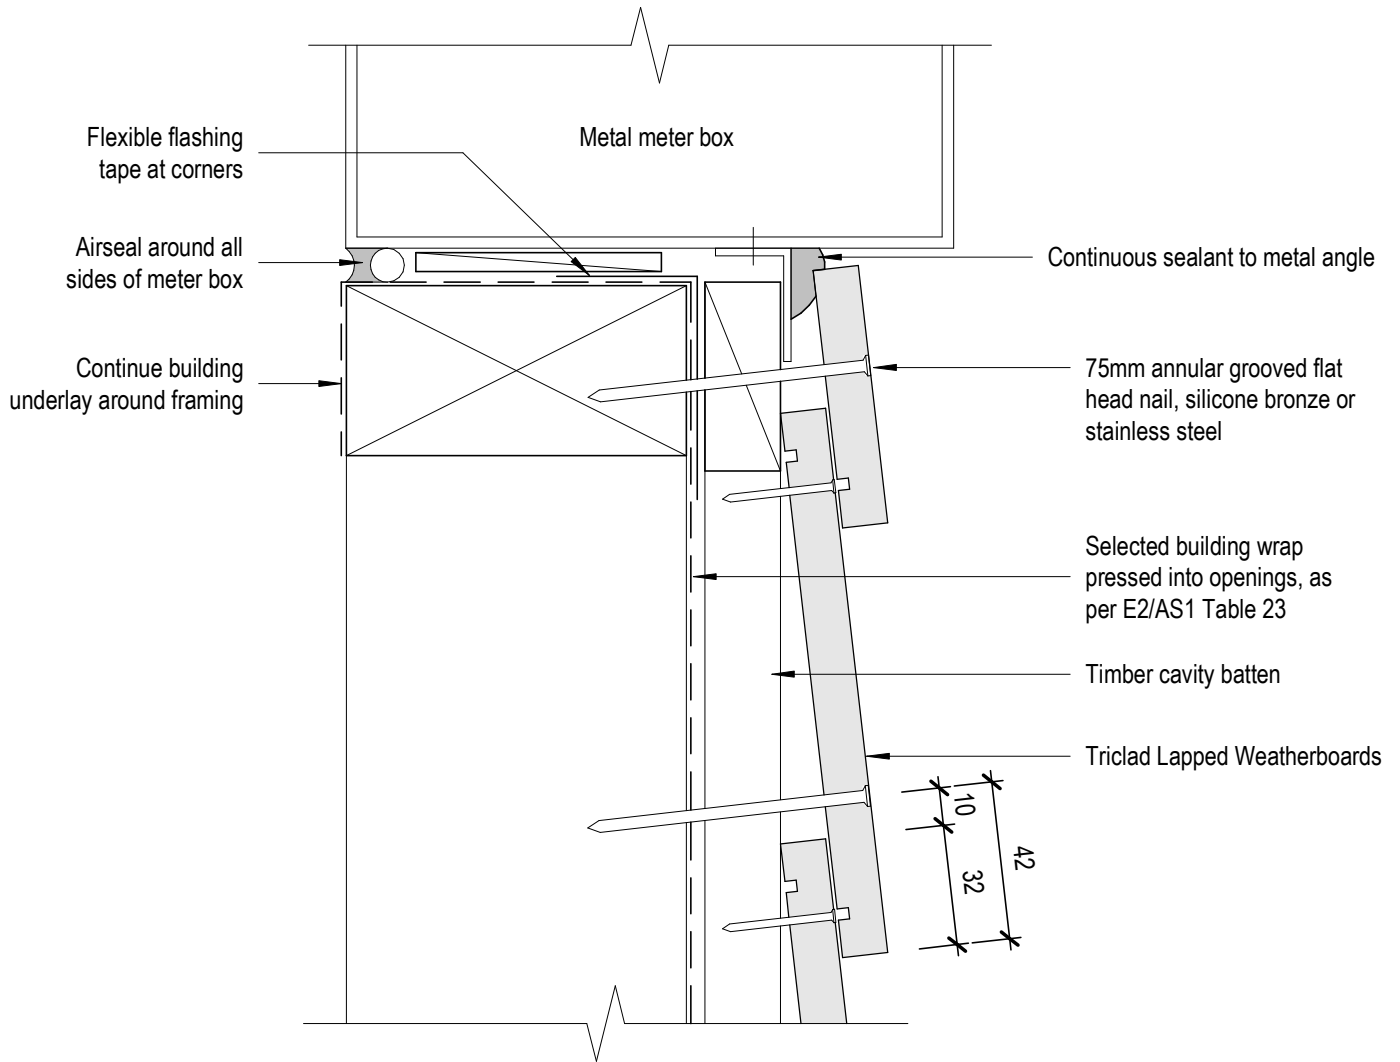 Metal meter box
Flexible flashing
tape at corners
Airseal around all
sides of meter box
Continue building
underlay around framing
Continuous sealant to metal angle
75mm annular grooved flat
head nail, silicone bronze or
stainless steel
Selected building wrap
pressed into openings, as
per E2/AS1 Table 23
Timber cavity batten
Triclad Lapped Weatherboards
10
42
32